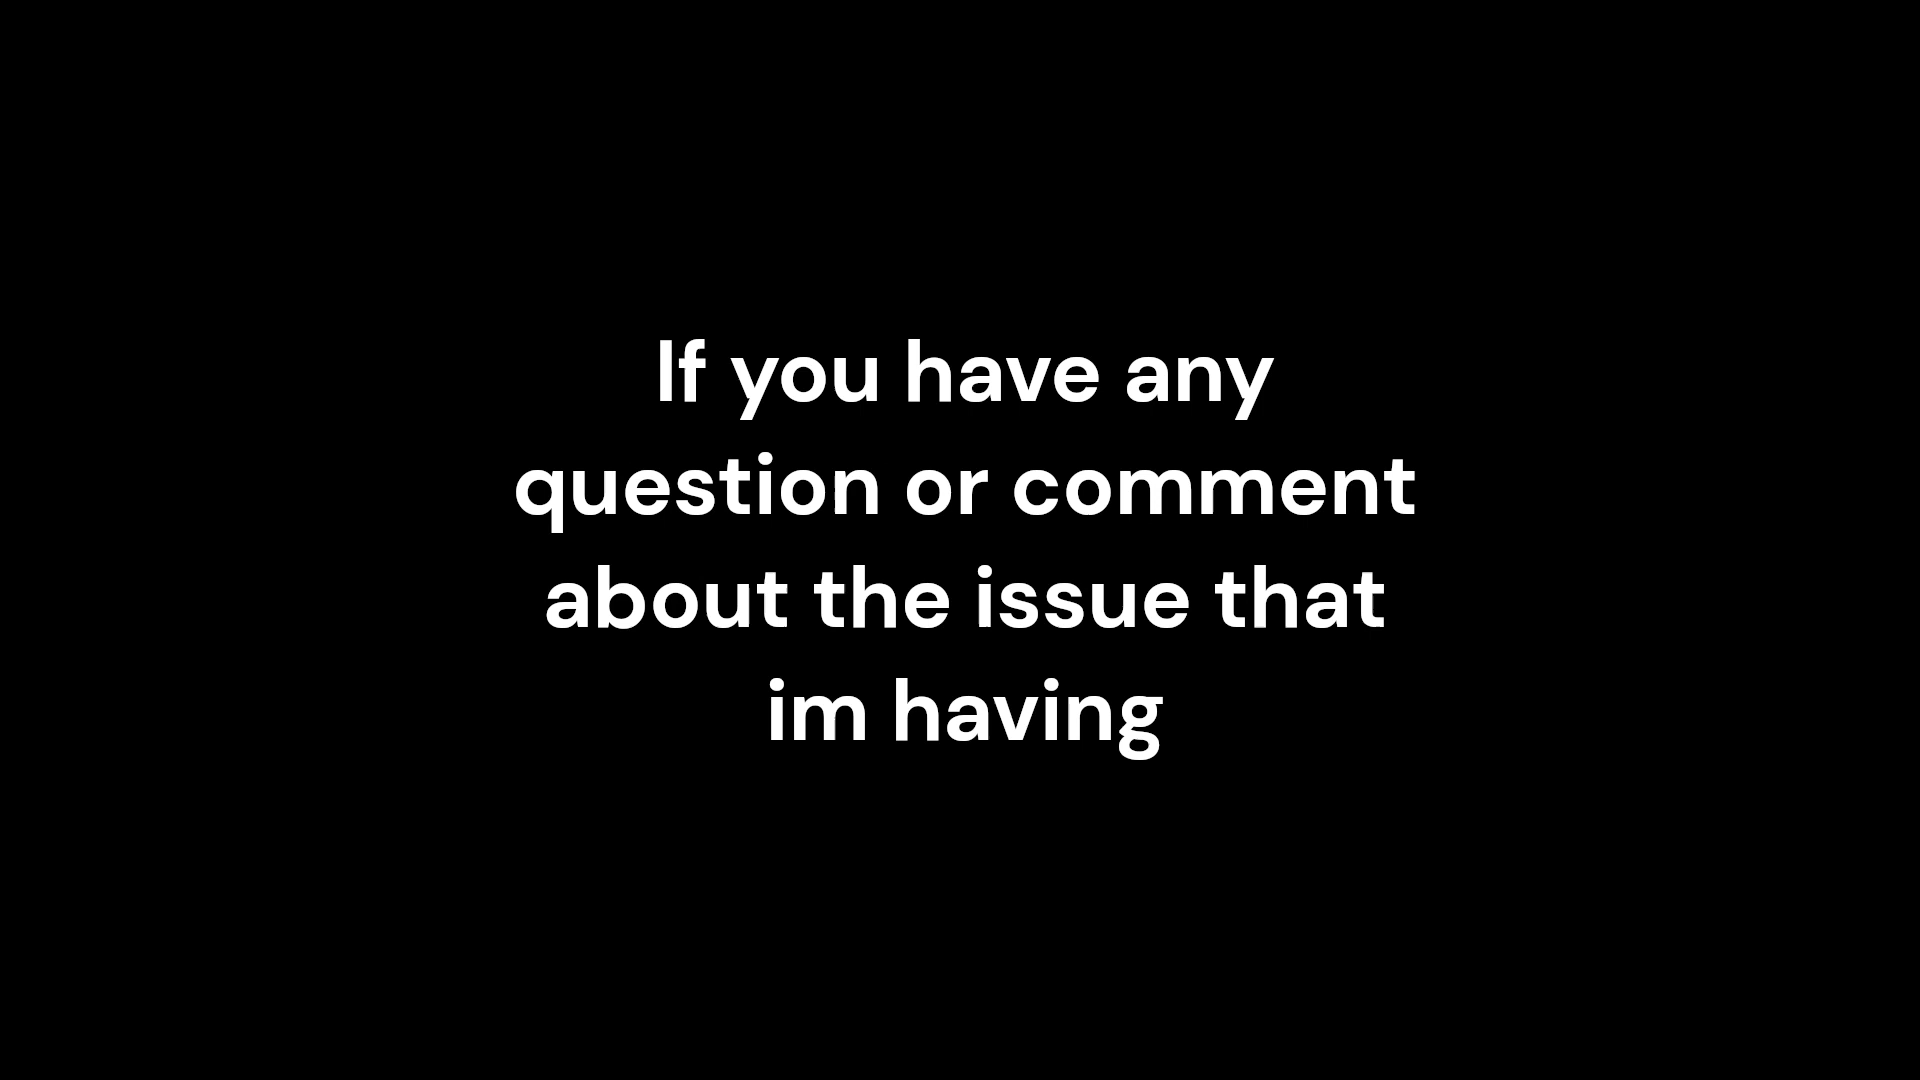 If you have any
question or comment
about the issue that
im having